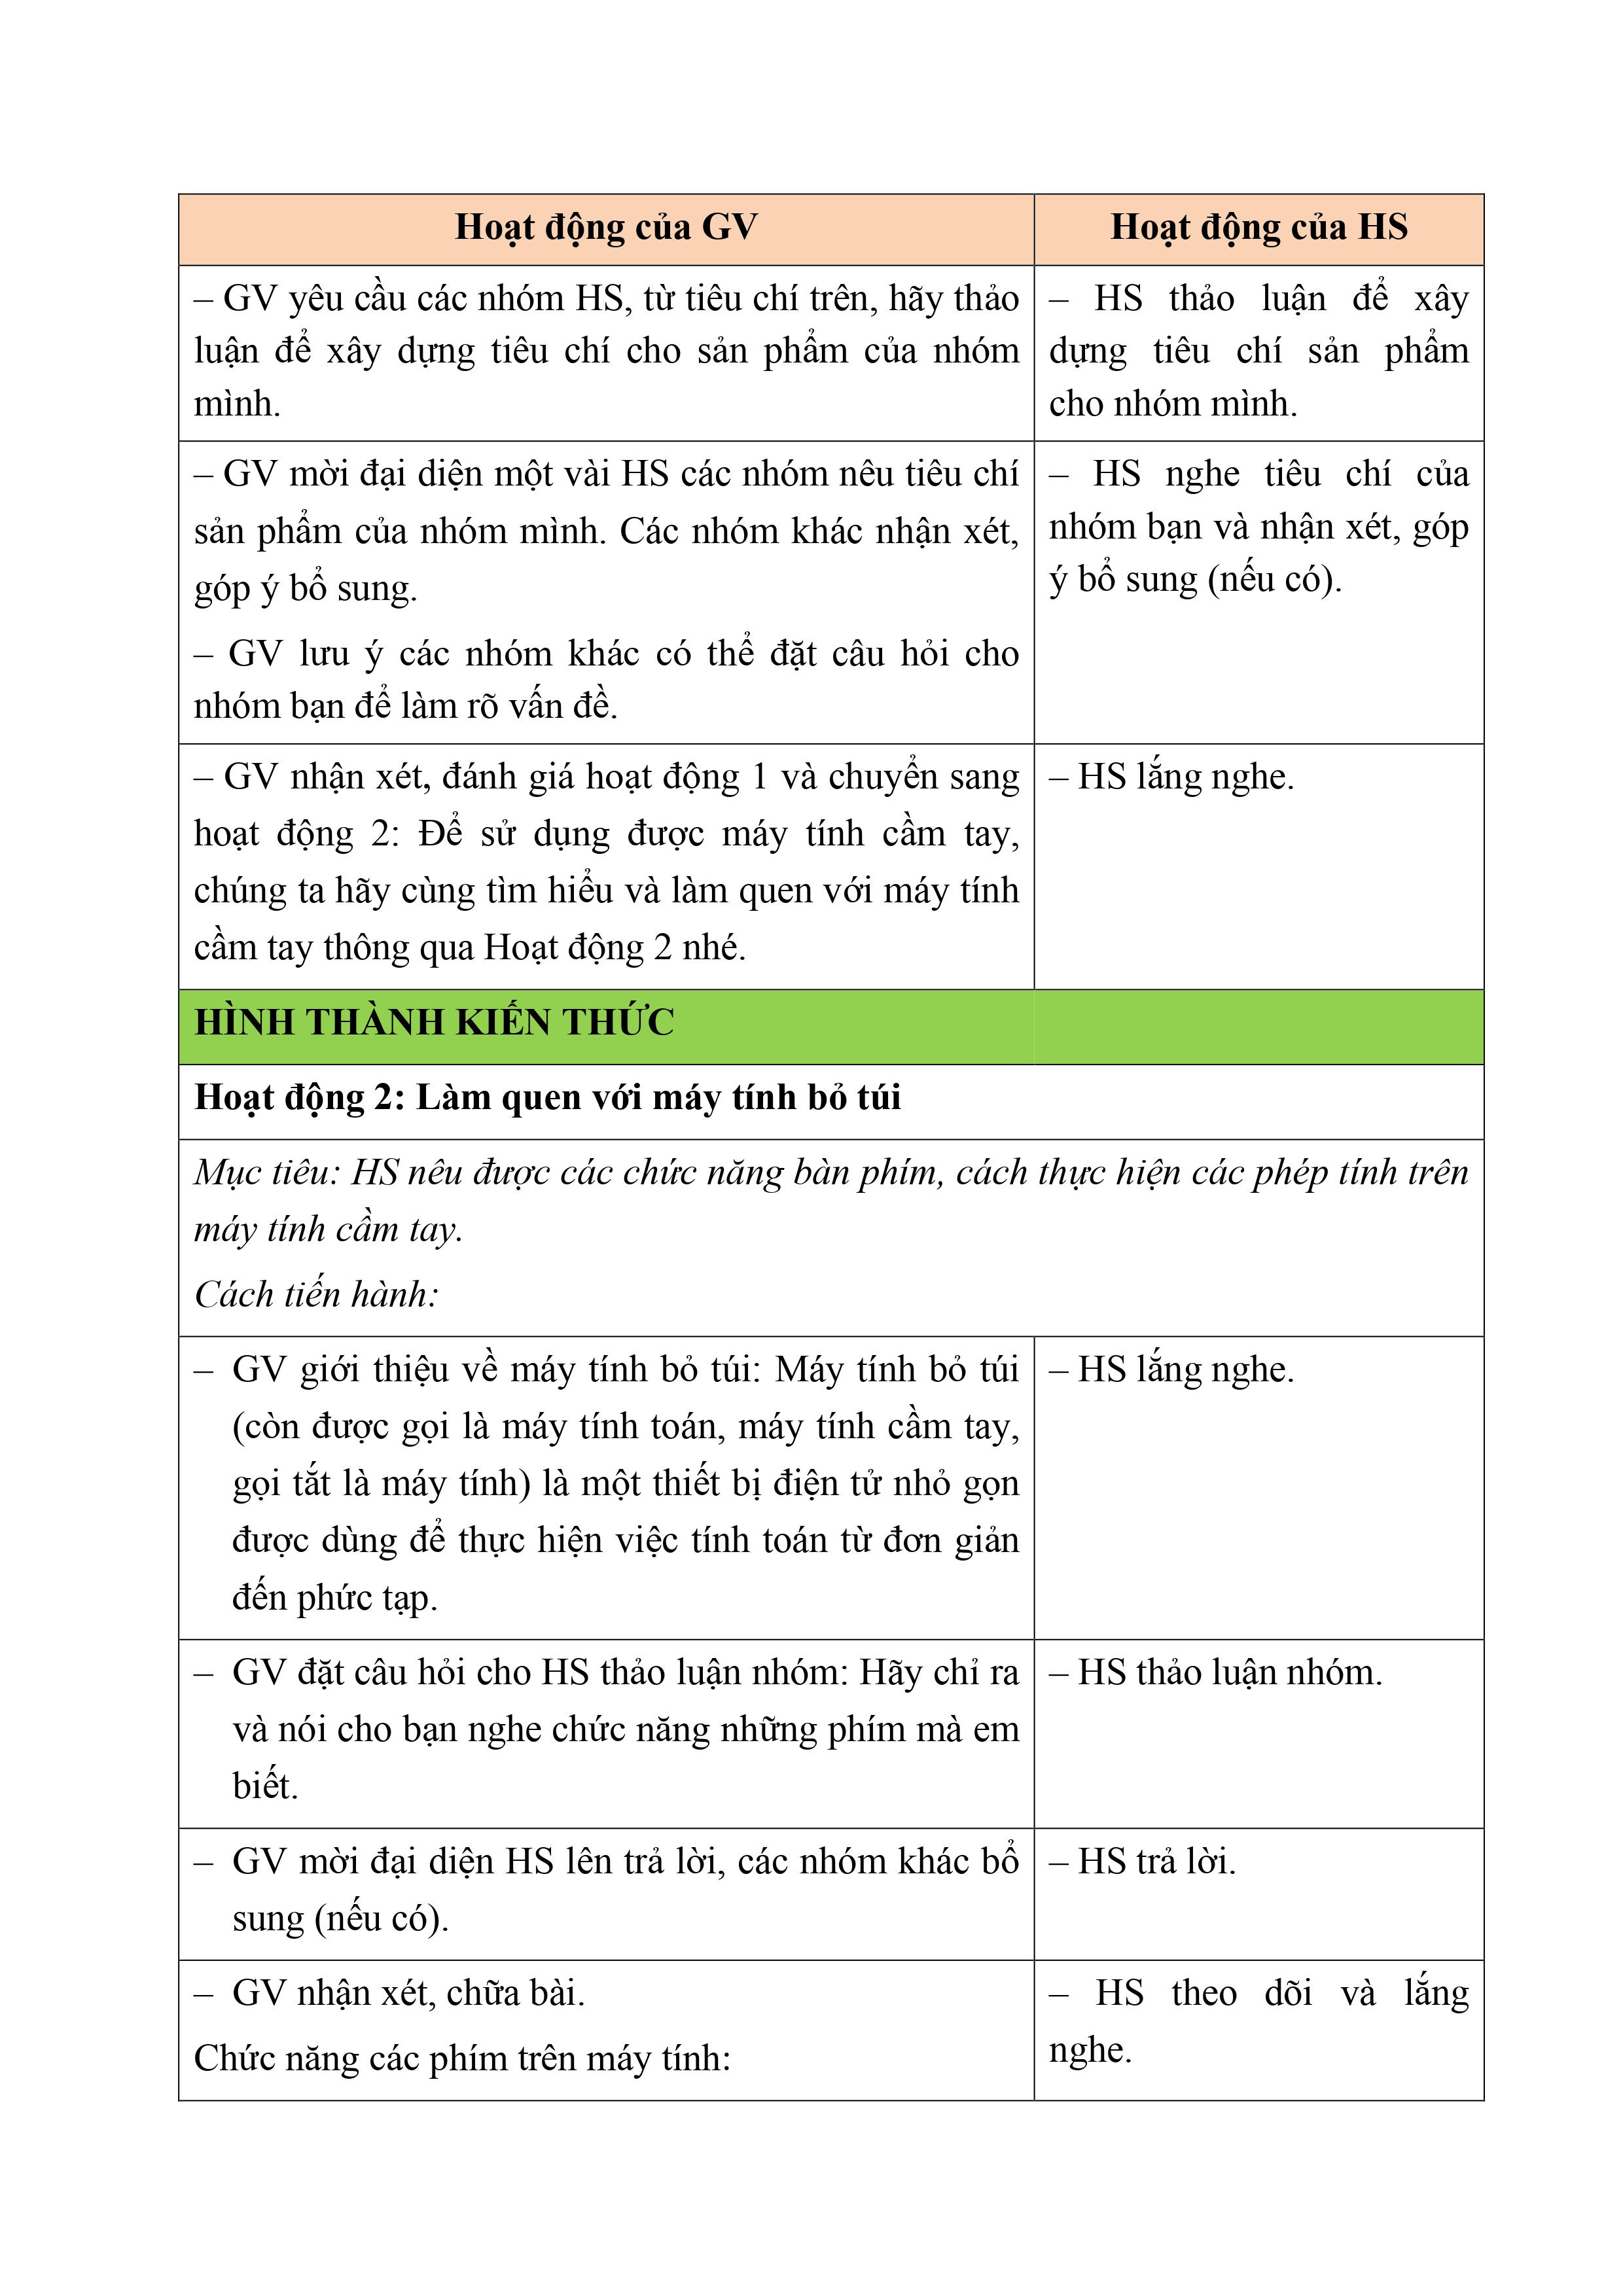 Hoạt động của GV
Hoạt động của HS
– GV yêu cầu các nhóm HS, từ tiêu chí trên, hãy thảo
luận để xây dựng tiêu chí cho sản phẩm của nhóm
mình.
– HS thảo luận để xây
dựng tiêu chí sản phẩm
cho nhóm mình.
– GV mời đại diện một vài HS các nhóm nêu tiêu chí
sản phẩm của nhóm mình. Các nhóm khác nhận xét,
góp ý bổ sung.
– GV lưu ý các nhóm khác có thể đặt câu hỏi cho
nhóm bạn để làm rõ vấn đề.
– HS nghe tiêu chí của
nhóm bạn và nhận xét, góp
ý bổ sung (nếu có).
– GV nhận xét, đánh giá hoạt động 1 và chuyển sang
hoạt động 2: Để sử dụng được máy tính cầm tay,
chúng ta hãy cùng tìm hiểu và làm quen với máy tính
cầm tay thông qua Hoạt động 2 nhé.
– HS lắng nghe.
HÌNH THÀNH KIẾN THỨC
Hoạt động 2: Làm quen với máy tính bỏ túi
Mục tiêu: HS nêu được các chức năng bàn phím, cách thực hiện các phép tính trên
máy tính cầm tay.
Cách tiến hành:
– GV giới thiệu về máy tính bỏ túi: Máy tính bỏ túi
(còn được gọi là máy tính toán, máy tính cầm tay,
gọi tắt là máy tính) là một thiết bị điện tử nhỏ gọn
được dùng để thực hiện việc tính toán từ đơn giản
đến phức tạp.
– HS lắng nghe.
– GV đặt câu hỏi cho HS thảo luận nhóm: Hãy chỉ ra
và nói cho bạn nghe chức năng những phím mà em
biết.
– HS thảo luận nhóm.
– GV mời đại diện HS lên trả lời, các nhóm khác bổ
sung (nếu có).
– HS trả lời.
– GV nhận xét, chữa bài.
Chức năng các phím trên máy tính:
– HS theo dõi và lắng
nghe.